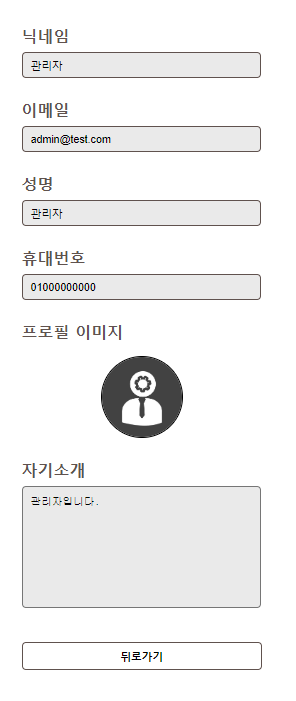 닉네임
관리자
이메일
admin@test.com
성명
관리자
휴대번호
01000000000
프로필 이미지
자기소개
관리자입니다.
뒤로가기